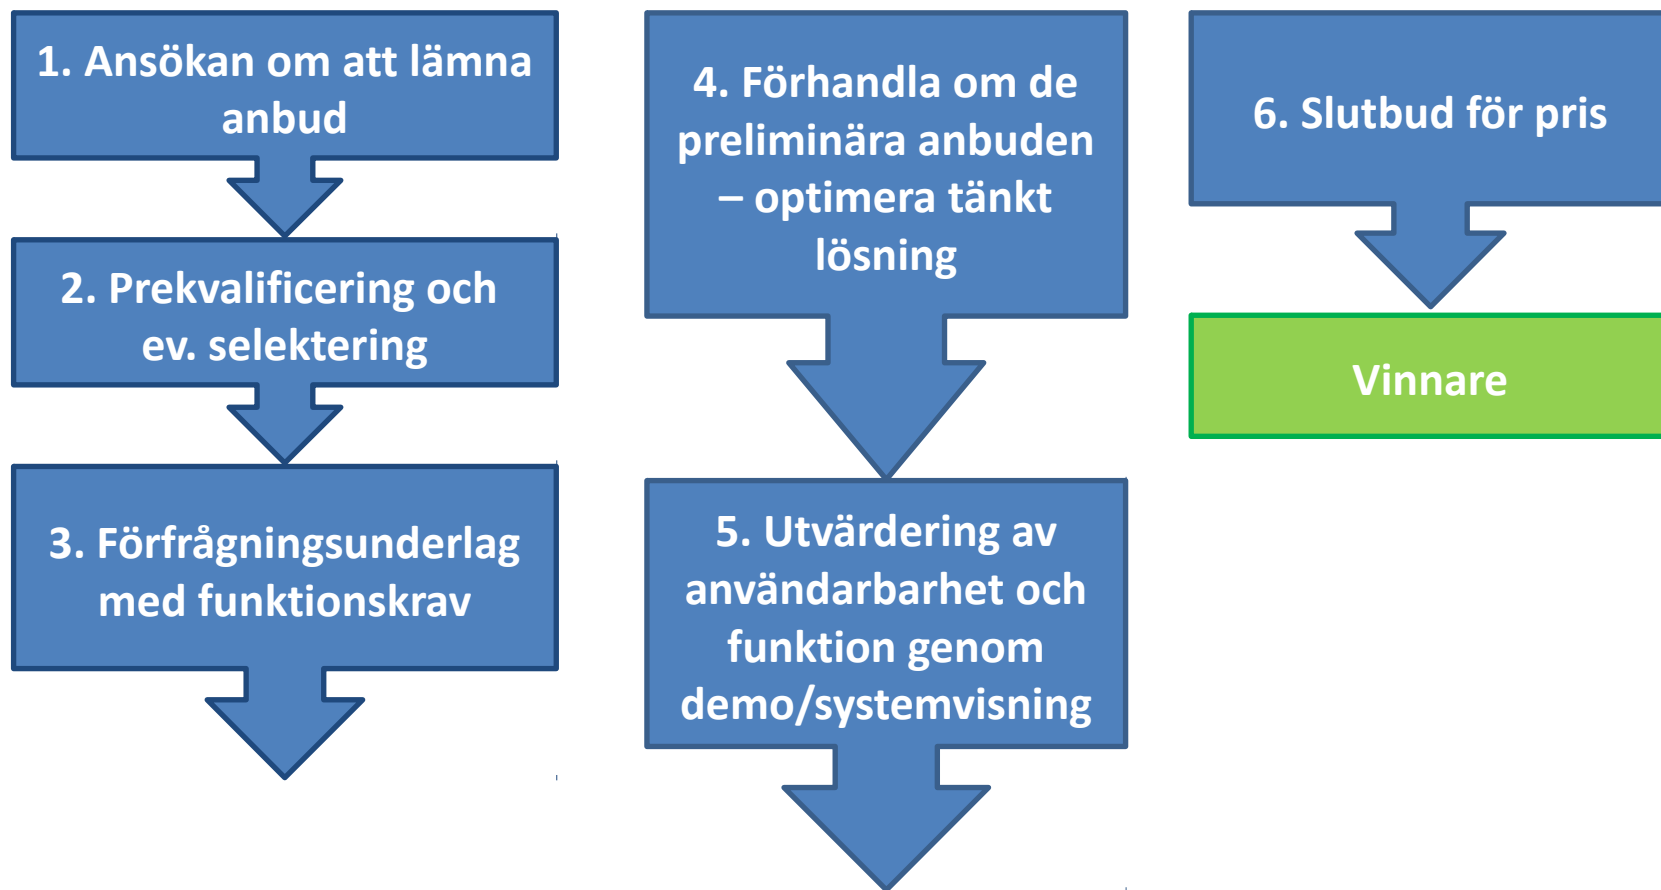 1. Ansökan om att lämna
anbud
2. Prekvalificering och
ev. selektering
3. Förfrågningsunderlag
med funktionskrav
4. Förhandla om de
preliminära anbuden
– optimera tänkt
lösning
5. Utvärdering av
användarbarhet och
funktion genom
demo/systemvisning
6. Slutbud för pris
Vinnare